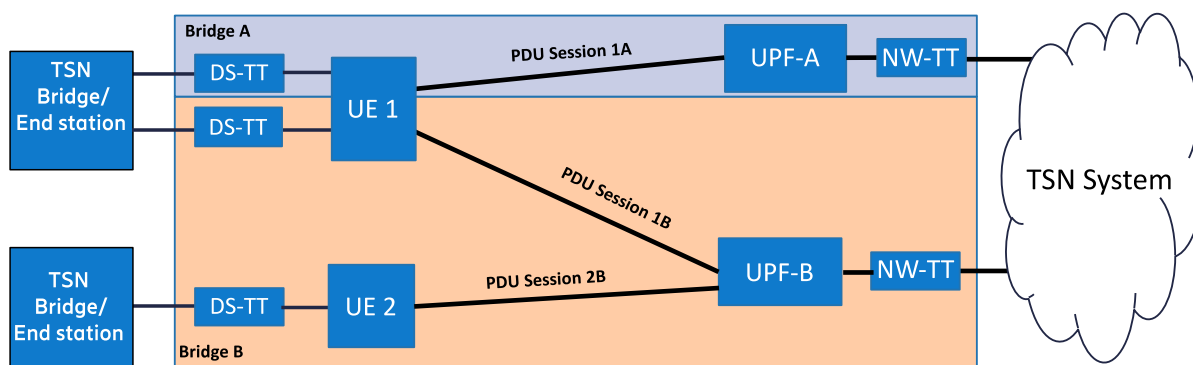 Bridge A
TSN
Bridge/
End station
DS-TT
DS-TT
UE 1
PDU Session 1A
UPF-A
NW-TT
PDU Session 1B
TSN System
TSN
Bridge/
End station
DS-TT
UE 2
PDU Session 2B
UPF-B
NW-TT
Bridge B